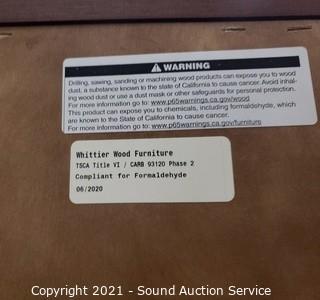 ⚠ WARNING
Drilling, sawing, sanding or machining wood products can expose you to wood
dust, a substance known to the state of California to cause cancer. Avoid inhal-
ing wood dust or use a dust mask or other safeguards for personal protection.
For more information go to: www.p65warnings.ca.gov/wood
This product can expose you to chemicals, including formaldehyde, which
are known to the State of California to cause cancer.
For more information go to: www.p65warnings.ca.gov/furniture
Whittier Wood Furniture
TSCA Title VI / CARB 93120 Phase 2
Compliant for Formaldehyde
06/2020
Copyright 2021 - Sound Auction Service